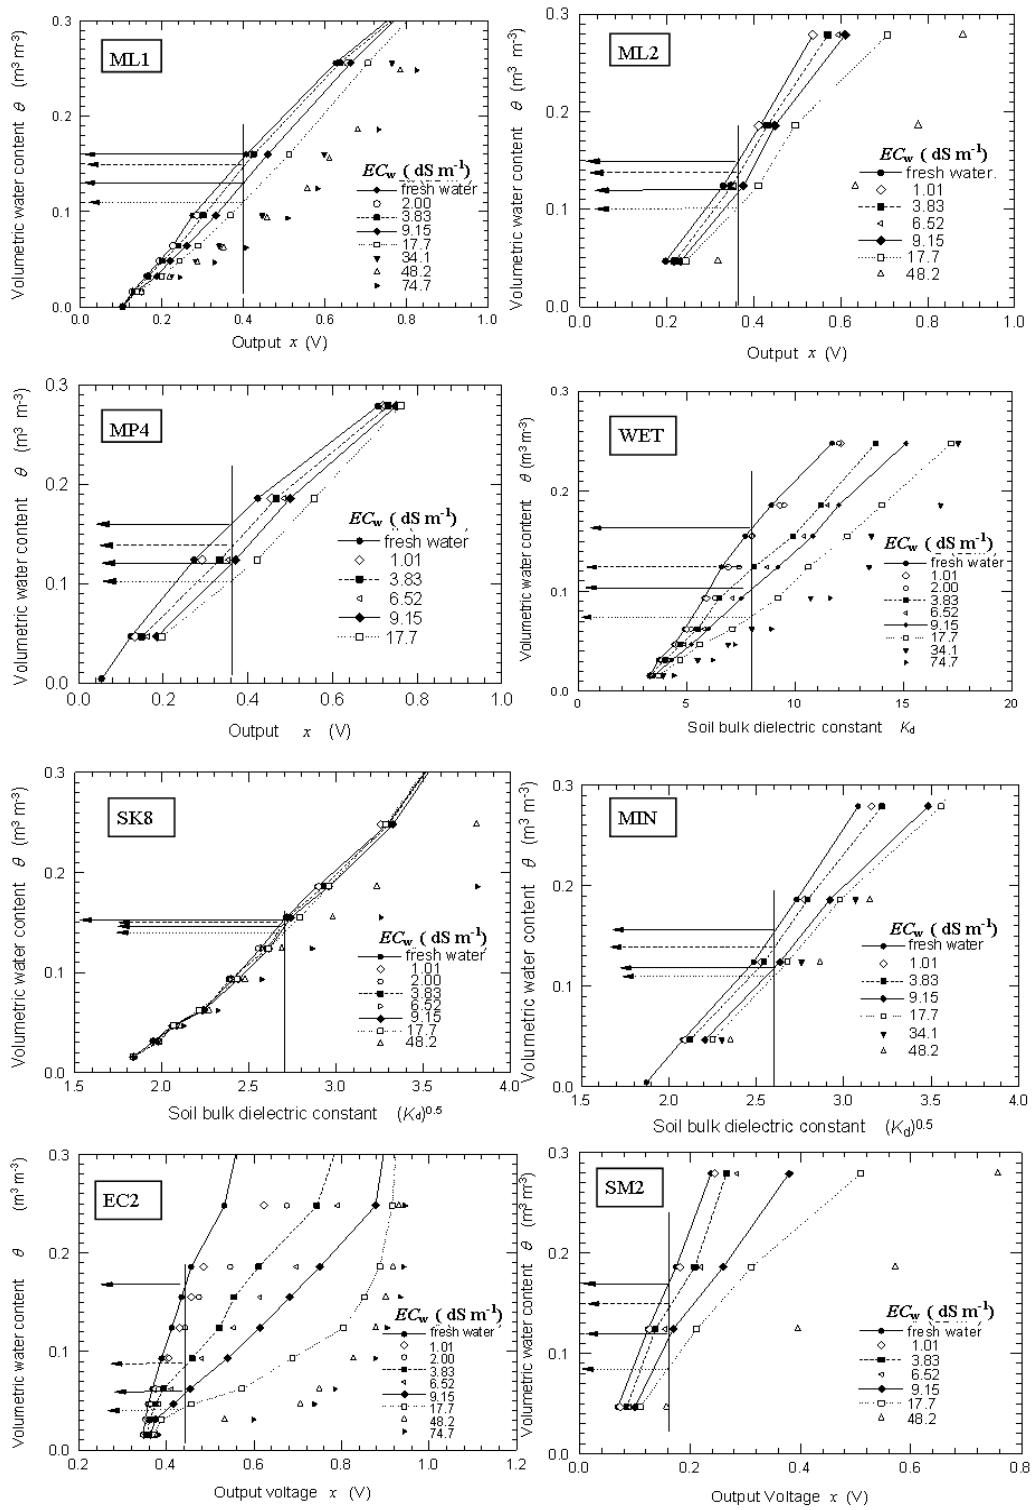 ML1
Volumetric water content θ (m³ m⁻³)
0.3
0.2
0.1
0.0
EC_w ( dS m⁻¹)
fresh water
2.00
3.83
9.15
17.7
34.1
48.2
74.7
0.0 0.2 0.4 0.6 0.8 1.0
Output x (V)
ML2
Volumetric water content θ (m³ m⁻³)
0.3
0.2
0.1
0.0
EC_w ( dS m⁻¹)
fresh water.
1.01
3.83
6.52
9.15
17.7
48.2
0.0 0.2 0.4 0.6 0.8 1.0
Output x (V)
MP4
Volumetric water content θ (m³ m⁻³)
0.3
0.2
0.1
0.0
EC_w ( dS m⁻¹)
fresh water
1.01
3.83
6.52
9.15
17.7
0.0 0.2 0.4 0.6 0.8 1.0
Output x (V)
WET
Volumetric water content θ (m³ m⁻³)
0.3
0.2
0.1
0.0
EC_w ( dS m⁻¹)
fresh water
1.01
2.00
3.83
6.52
9.15
17.7
34.1
74.7
0 5 10 15 20
Soil bulk dielectric constant K_d
SK8
Volumetric water content θ (m³ m⁻³)
0.3
0.2
0.1
0.0
EC_w ( dS m⁻¹)
fresh water
1.01
2.00
3.83
6.52
9.15
17.7
48.2
1.5 2.0 2.5 3.0 3.5 4.0
Soil bulk dielectric constant (K_d)^0.5
MIN
Volumetric water content θ (m³ m⁻³)
0.3
0.2
0.1
0.0
EC_w ( dS m⁻¹)
fresh water
1.01
3.83
9.15
17.7
34.1
48.2
1.5 2.0 2.5 3.0 3.5 4.0
Soil bulk dielectric constant (K_d)^0.5
EC2
Volumetric water content θ (m³ m⁻³)
0.3
0.2
0.1
0.0
EC_w ( dS m⁻¹)
fresh water
1.01
2.00
3.83
6.52
9.15
17.7
48.2
74.7
0.2 0.4 0.6 0.8 1.0 1.2
Output voltage x (V)
SM2
Volumetric water content θ (m³ m⁻³)
0.3
0.2
0.1
0.0
EC_w ( dS m⁻¹)
fresh water
1.01
3.83
6.52
9.15
17.7
48.2
0.0 0.2 0.4 0.6 0.8
Output Voltage x (V)